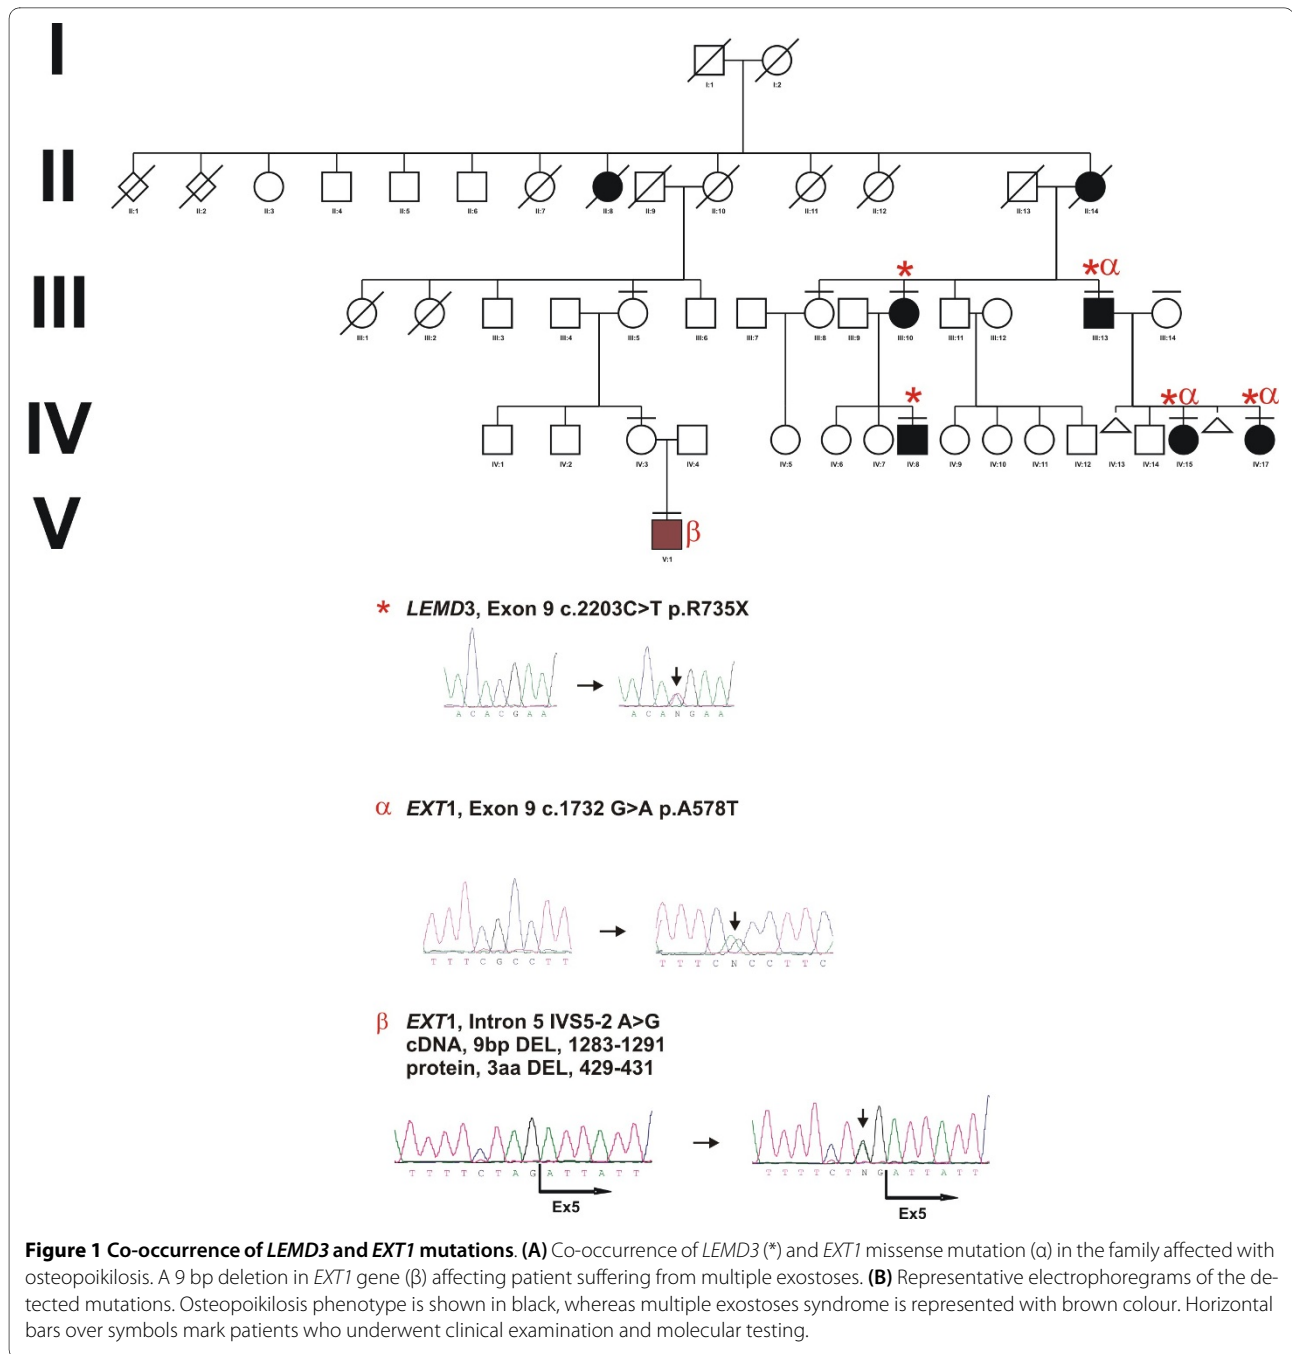 I
I:1 I:2
II
II:1 II:2 II:3 II:4 II:5 II:6 II:7 II:8 II:9 II:10 II:11 II:12 II:13 II:14
* *α
III
III:1 III:2 III:3 III:4 III:5 III:6 III:7 III:8 III:9 III:10 III:11 III:12 III:13 III:14
* *α *α
IV
IV:1 IV:2 IV:3 IV:4 IV:5 IV:6 IV:7 IV:8 IV:9 IV:10 IV:11 IV:12 IV:13 IV:14 IV:15 IV:17
V
β
V:1
* LEMD3, Exon 9 c.2203C>T p.R735X
A C A C G A A A C A N G A A
α EXT1, Exon 9 c.1732 G>A p.A578T
T T T C G C C T T T T T C N C C T T C
β EXT1, Intron 5 IVS5-2 A>G
cDNA, 9bp DEL, 1283-1291
protein, 3aa DEL, 429-431
T T T T C T A G A T T A T T T T T T C T N G A T T A T T
Ex5 Ex5
Figure 1 Co-occurrence of LEMD3 and EXT1 mutations. (A) Co-occurrence of LEMD3 (*) and EXT1 missense mutation (α) in the family affected with
osteopoikilosis. A 9 bp deletion in EXT1 gene (β) affecting patient suffering from multiple exostoses. (B) Representative electrophoregrams of the de-
tected mutations. Osteopoikilosis phenotype is shown in black, whereas multiple exostoses syndrome is represented with brown colour. Horizontal
bars over symbols mark patients who underwent clinical examination and molecular testing.